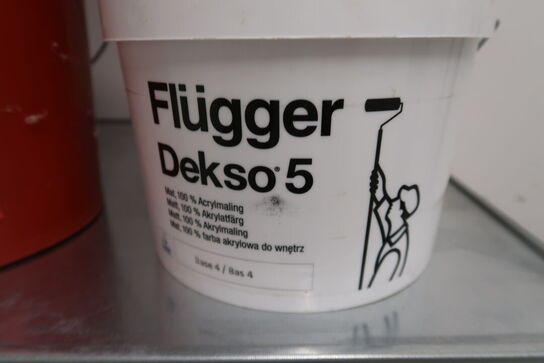 Flügger
Dekso® 5
Mat, 100 % Acrylmaling
Matt, 100 % Akrylatfärg
Matt, 100 % Akrylmaling
Mat, 100 % farba akrylowa do wnętrz
Base 4 / Bas 4